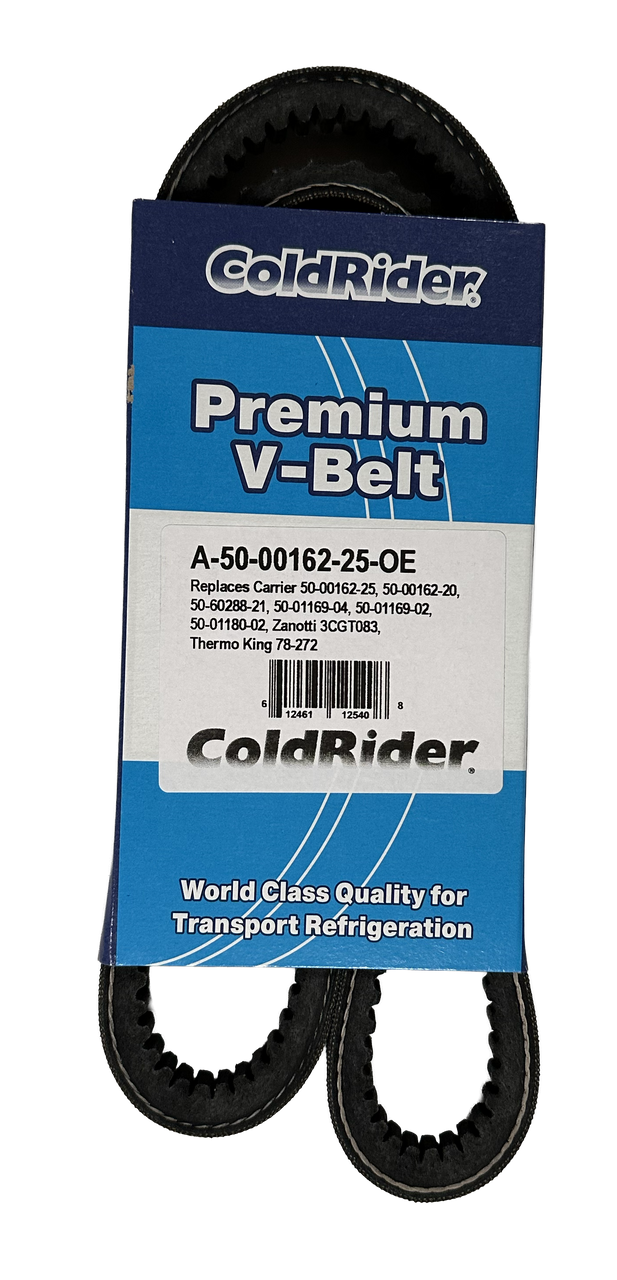 ColdRider®
Premium
V-Belt
A-50-00162-25-OE
Replaces Carrier 50-00162-25, 50-00162-20,
50-60288-21, 50-01169-04, 50-01169-02,
50-01180-02, Zanotti 3CGT083,
Thermo King 78-272
6 12461 12540 8
ColdRider®
World Class Quality for
Transport Refrigeration